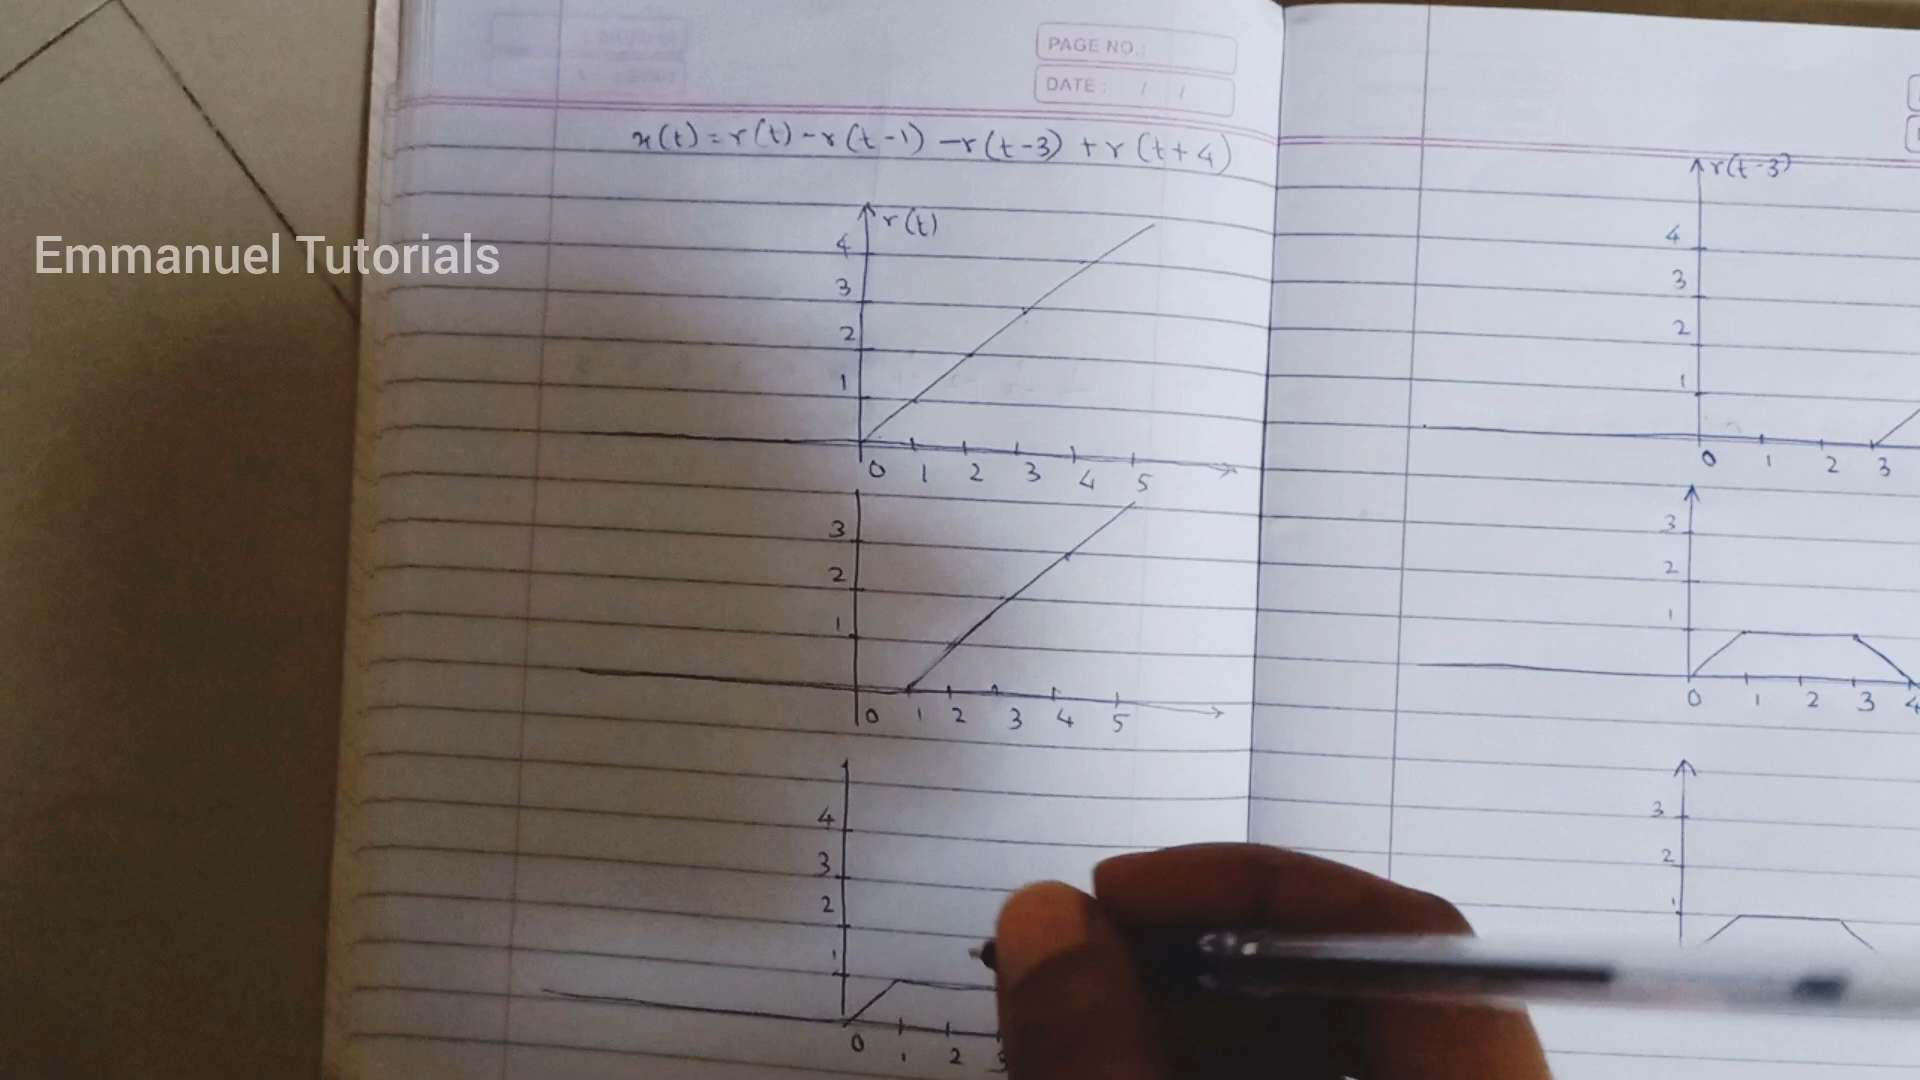 PAGE NO.:
DATE: / /
x(t) = r(t) - r(t-1) - r(t-3) + r(t+4)
Emmanuel Tutorials
r(t)
4
3
2
1
0 1 2 3 4 5
3
2
1
0 1 2 3 4 5
4
3
2
1
0 1 2 3
r(t-3)
4
3
2
1
0 1 2 3
3
2
1
0 1 2 3 4
3
2
1